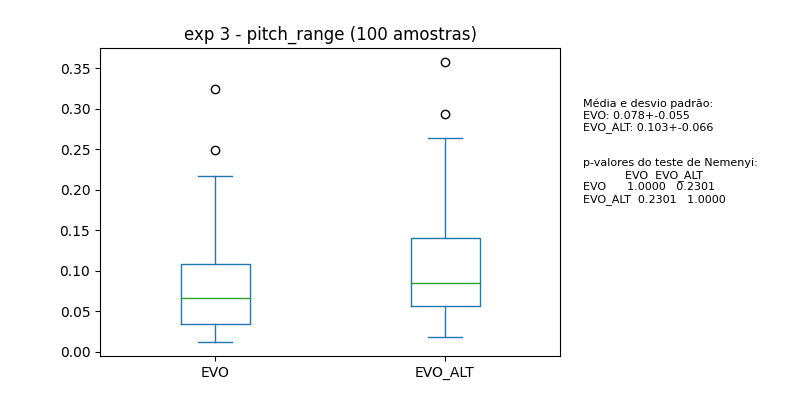 exp 3 - pitch_range (100 amostras)
0.35
0.30
0.25
0.20
0.15
0.10
0.05
0.00
EVO
EVO_ALT
Média e desvio padrão:
EVO: 0.078+-0.055
EVO_ALT: 0.103+-0.066
p-valores do teste de Nemenyi:
EVO EVO_ALT
EVO 1.0000 0.2301
EVO_ALT 0.2301 1.0000